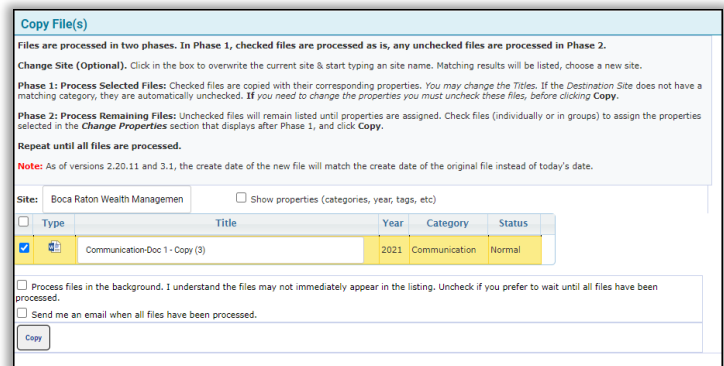 Copy File(s)
Files are processed in two phases. In Phase 1, checked files are processed as is, any unchecked files are processed in Phase 2.
Change Site (Optional). Click in the box to overwrite the current site & start typing an site name. Matching results will be listed, choose a new site.
Phase 1: Process Selected Files: Checked files are copied with their corresponding properties. You may change the Titles. If the Destination Site does not have a
matching category, they are automatically unchecked. If you need to change the properties you must uncheck these files, before clicking Copy.
Phase 2: Process Remaining Files: Unchecked files will remain listed until properties are assigned. Check files (individually or in groups) to assign the properties
selected in the Change Properties section that displays after Phase 1, and click Copy.
Repeat until all files are processed.
Note: As of versions 2.20.11 and 3.1, the create date of the new file will match the create date of the original file instead of today's date.
Site: Boca Raton Wealth Managemen Show properties (categories, year, tags, etc)
Type Title Year Category Status
Communication-Doc 1 - Copy (3) 2021 Communication Normal
Process files in the background. I understand the files may not immediately appear in the listing. Uncheck if you prefer to wait until all files have been
processed.
Send me an email when all files have been processed.
Copy